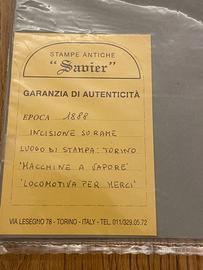 STAMPE ANTICHE
"Savier"
GARANZIA DI AUTENTICITÀ
EPOCA 1888
INCISIONE SU RAME
LUOGO DI STAMPA: TORINO
"MACCHINE A VAPORE"
"LOCOMOTIVA PER MERCI"
VIA LESEGNO 78 - TORINO - ITALY - TEL. 011/329.05.72